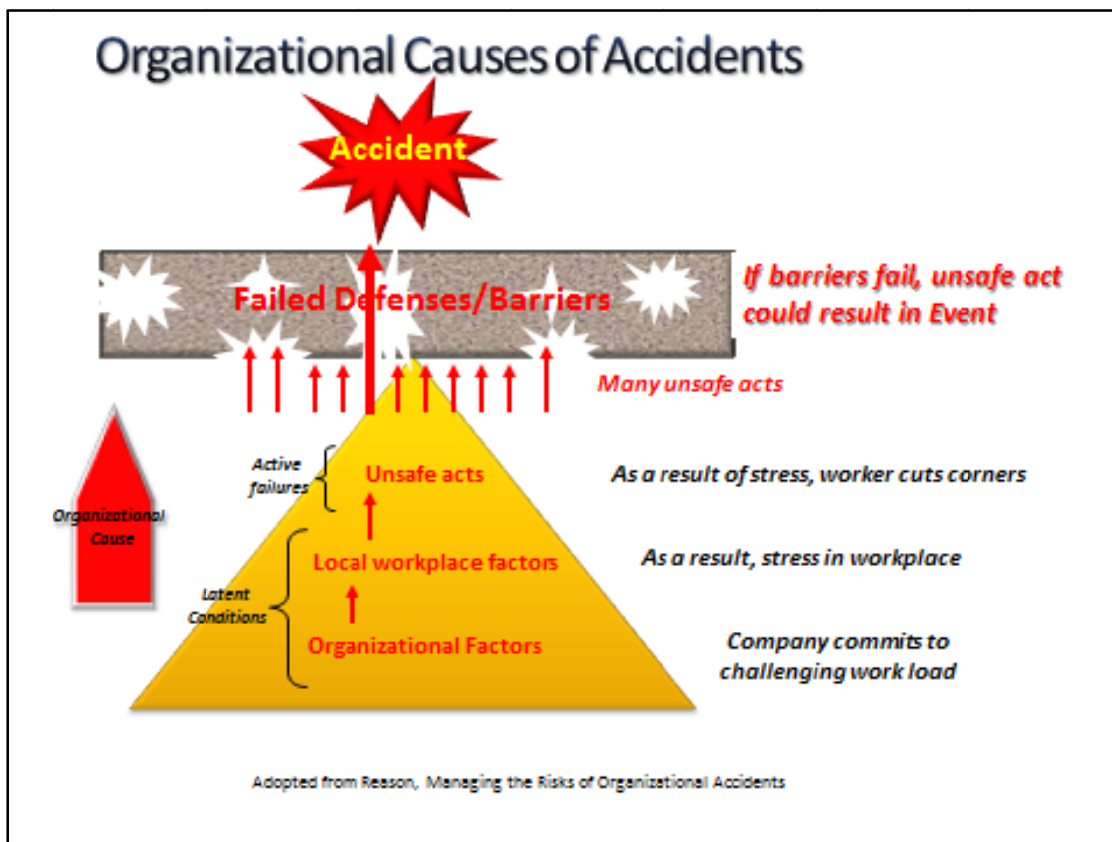 Organizational Causes of Accidents
Accident
Failed Defenses/Barriers
If barriers fail, unsafe act
could result in Event
Many unsafe acts
Active
failures
Unsafe acts
As a result of stress, worker cuts corners
Organizational
Cause
Local workplace factors
As a result, stress in workplace
Latent
Conditions
Organizational Factors
Company commits to
challenging work load
Adopted from Reason, Managing the Risks of Organizational Accidents